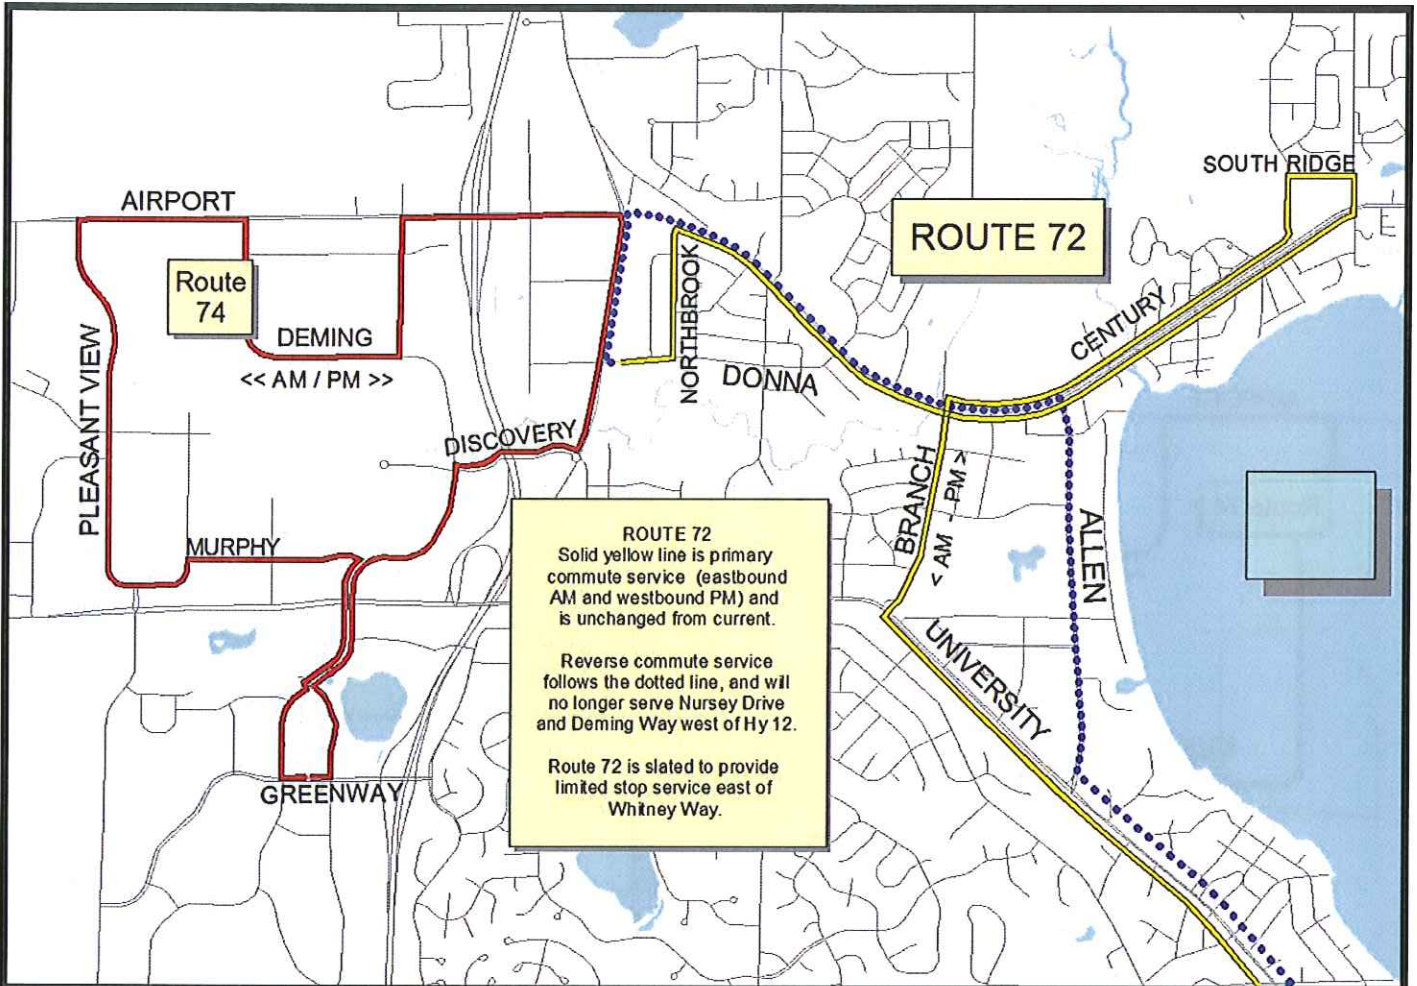 SOUTH RIDGE
AIRPORT
ROUTE 72
Route
74
NORTHBROOK
CENTURY
PLEASANT VIEW
DEMING
<< AM / PM >>
DONNA
DISCOVERY
BRANCH
< AM - PM >
ALLEN
MURPHY
ROUTE 72
Solid yellow line is primary
commute service (eastbound
AM and westbound PM) and
is unchanged from current.
Reverse commute service
follows the dotted line, and will
no longer serve Nursey Drive
and Deming Way west of Hy 12.
Route 72 is slated to provide
limited stop service east of
Whitney Way.
UNIVERSITY
GREENWAY